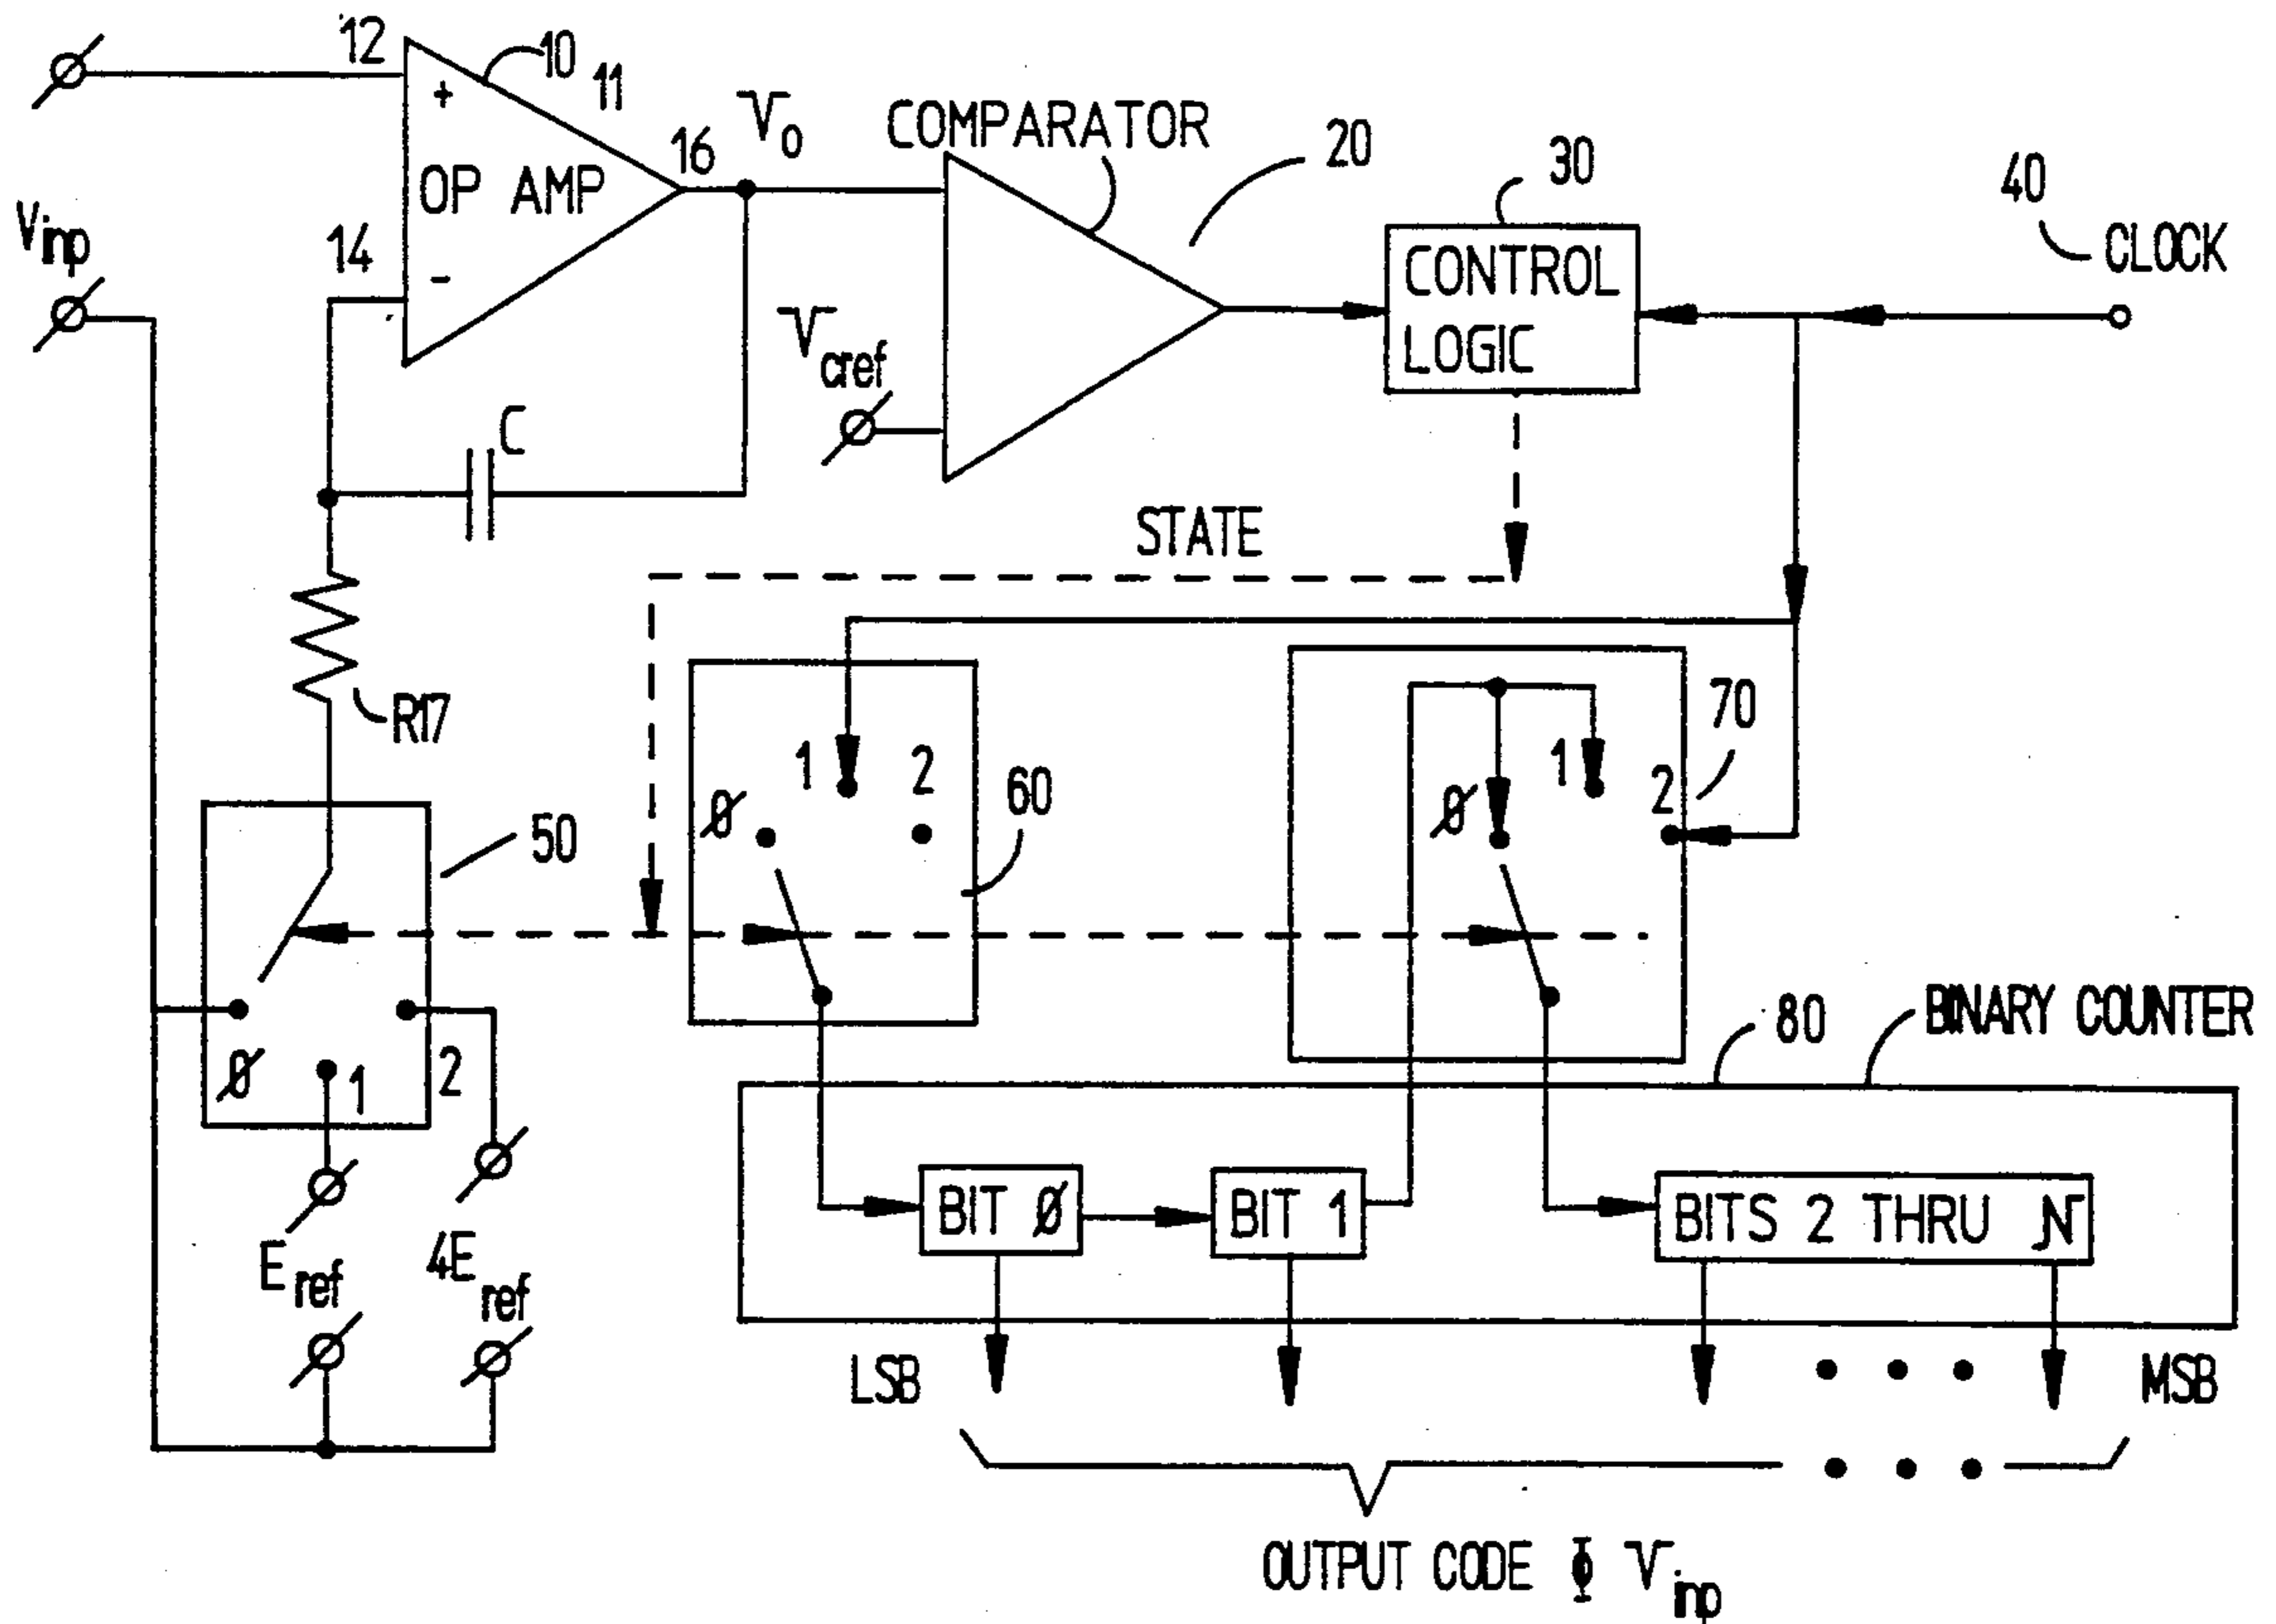 12
10
11
+
OP AMP
16
Vo
COMPARATOR
20
30
40
CLOCK
Vinp
14
-
Vcref
CONTROL
LOGIC
C
STATE
R17
1
2
Ø
60
70
1
Ø
2
50
Ø
1
2
80
BINARY COUNTER
BIT Ø
BIT 1
BITS 2 THRU N
Eref
4Eref
LSB
MSB
OUTPUT CODE Φ Vinp